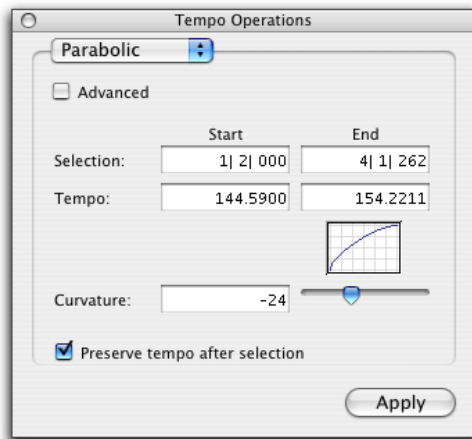 Tempo Operations
Parabolic
Advanced
Start End
Selection: 1| 2| 000 4| 1| 262
Tempo: 144.5900 154.2211
Curvature: -24
Preserve tempo after selection
Apply